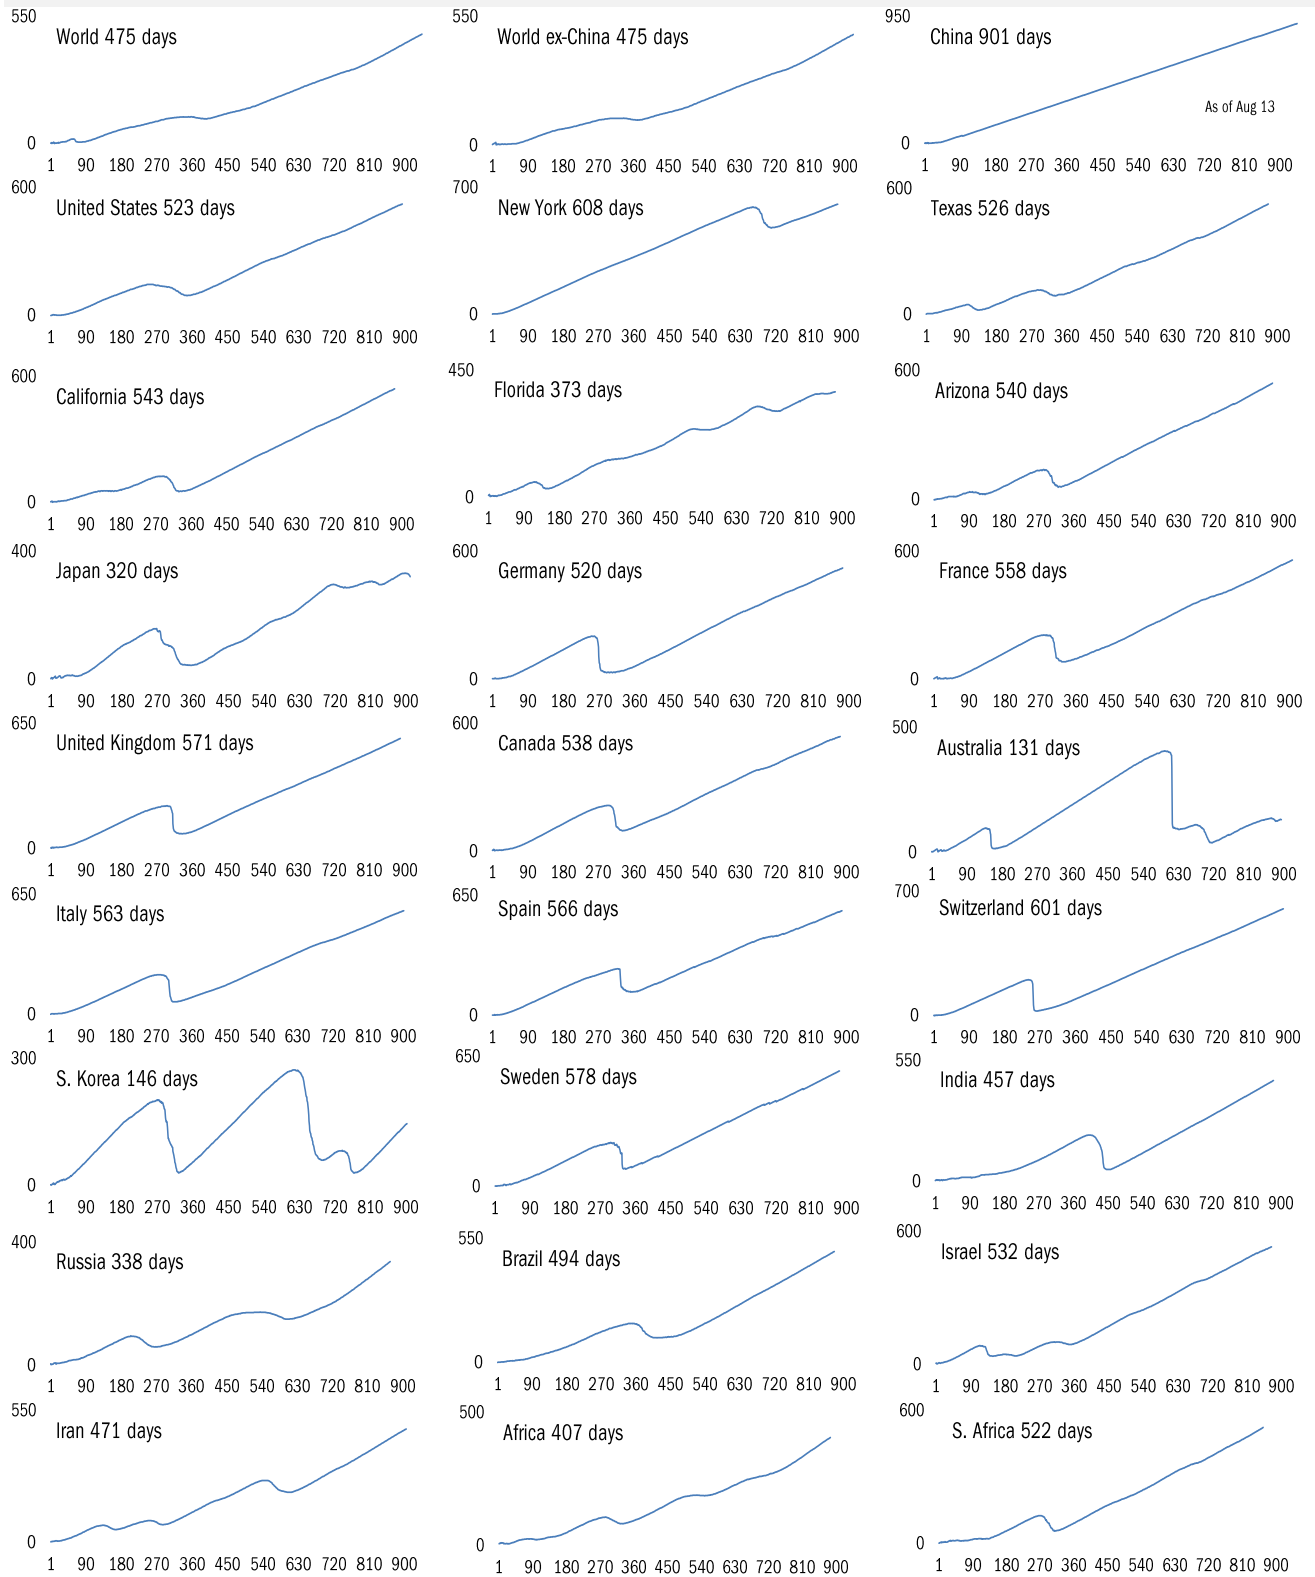 550
World 475 days
0
1 90 180 270 360 450 540 630 720 810 900
550
World ex-China 475 days
0
1 90 180 270 360 450 540 630 720 810 900
950
China 901 days
As of Aug 13
0
1 90 180 270 360 450 540 630 720 810 900
600
United States 523 days
0
1 90 180 270 360 450 540 630 720 810 900
700
New York 608 days
0
1 90 180 270 360 450 540 630 720 810 900
600
Texas 526 days
0
1 90 180 270 360 450 540 630 720 810 900
600
California 543 days
0
1 90 180 270 360 450 540 630 720 810 900
450
Florida 373 days
0
1 90 180 270 360 450 540 630 720 810 900
600
Arizona 540 days
0
1 90 180 270 360 450 540 630 720 810 900
400
Japan 320 days
0
1 90 180 270 360 450 540 630 720 810 900
600
Germany 520 days
0
1 90 180 270 360 450 540 630 720 810 900
600
France 558 days
0
1 90 180 270 360 450 540 630 720 810 900
650
United Kingdom 571 days
0
1 90 180 270 360 450 540 630 720 810 900
600
Canada 538 days
0
1 90 180 270 360 450 540 630 720 810 900
500
Australia 131 days
0
1 90 180 270 360 450 540 630 720 810 900
650
Italy 563 days
0
1 90 180 270 360 450 540 630 720 810 900
650
Spain 566 days
0
1 90 180 270 360 450 540 630 720 810 900
700
Switzerland 601 days
0
1 90 180 270 360 450 540 630 720 810 900
300
S. Korea 146 days
0
1 90 180 270 360 450 540 630 720 810 900
650
Sweden 578 days
0
1 90 180 270 360 450 540 630 720 810 900
550
India 457 days
0
1 90 180 270 360 450 540 630 720 810 900
400
Russia 338 days
0
1 90 180 270 360 450 540 630 720 810 900
550
Brazil 494 days
0
1 90 180 270 360 450 540 630 720 810 900
600
Israel 532 days
0
1 90 180 270 360 450 540 630 720 810 900
550
Iran 471 days
0
1 90 180 270 360 450 540 630 720 810 900
500
Africa 407 days
0
1 90 180 270 360 450 540 630 720 810 900
600
S. Africa 522 days
0
1 90 180 270 360 450 540 630 720 810 900